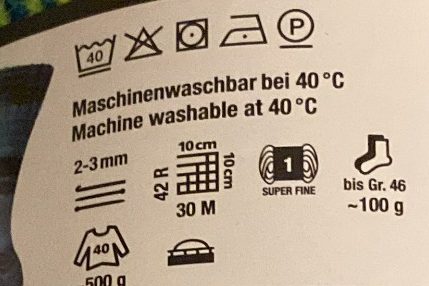 40 P
Maschinenwaschbar bei 40 °C
Machine washable at 40 °C
2-3 mm
10 cm
42 R
10 cm
30 M
1
SUPER FINE
bis Gr. 46
~100 g
40
500 g